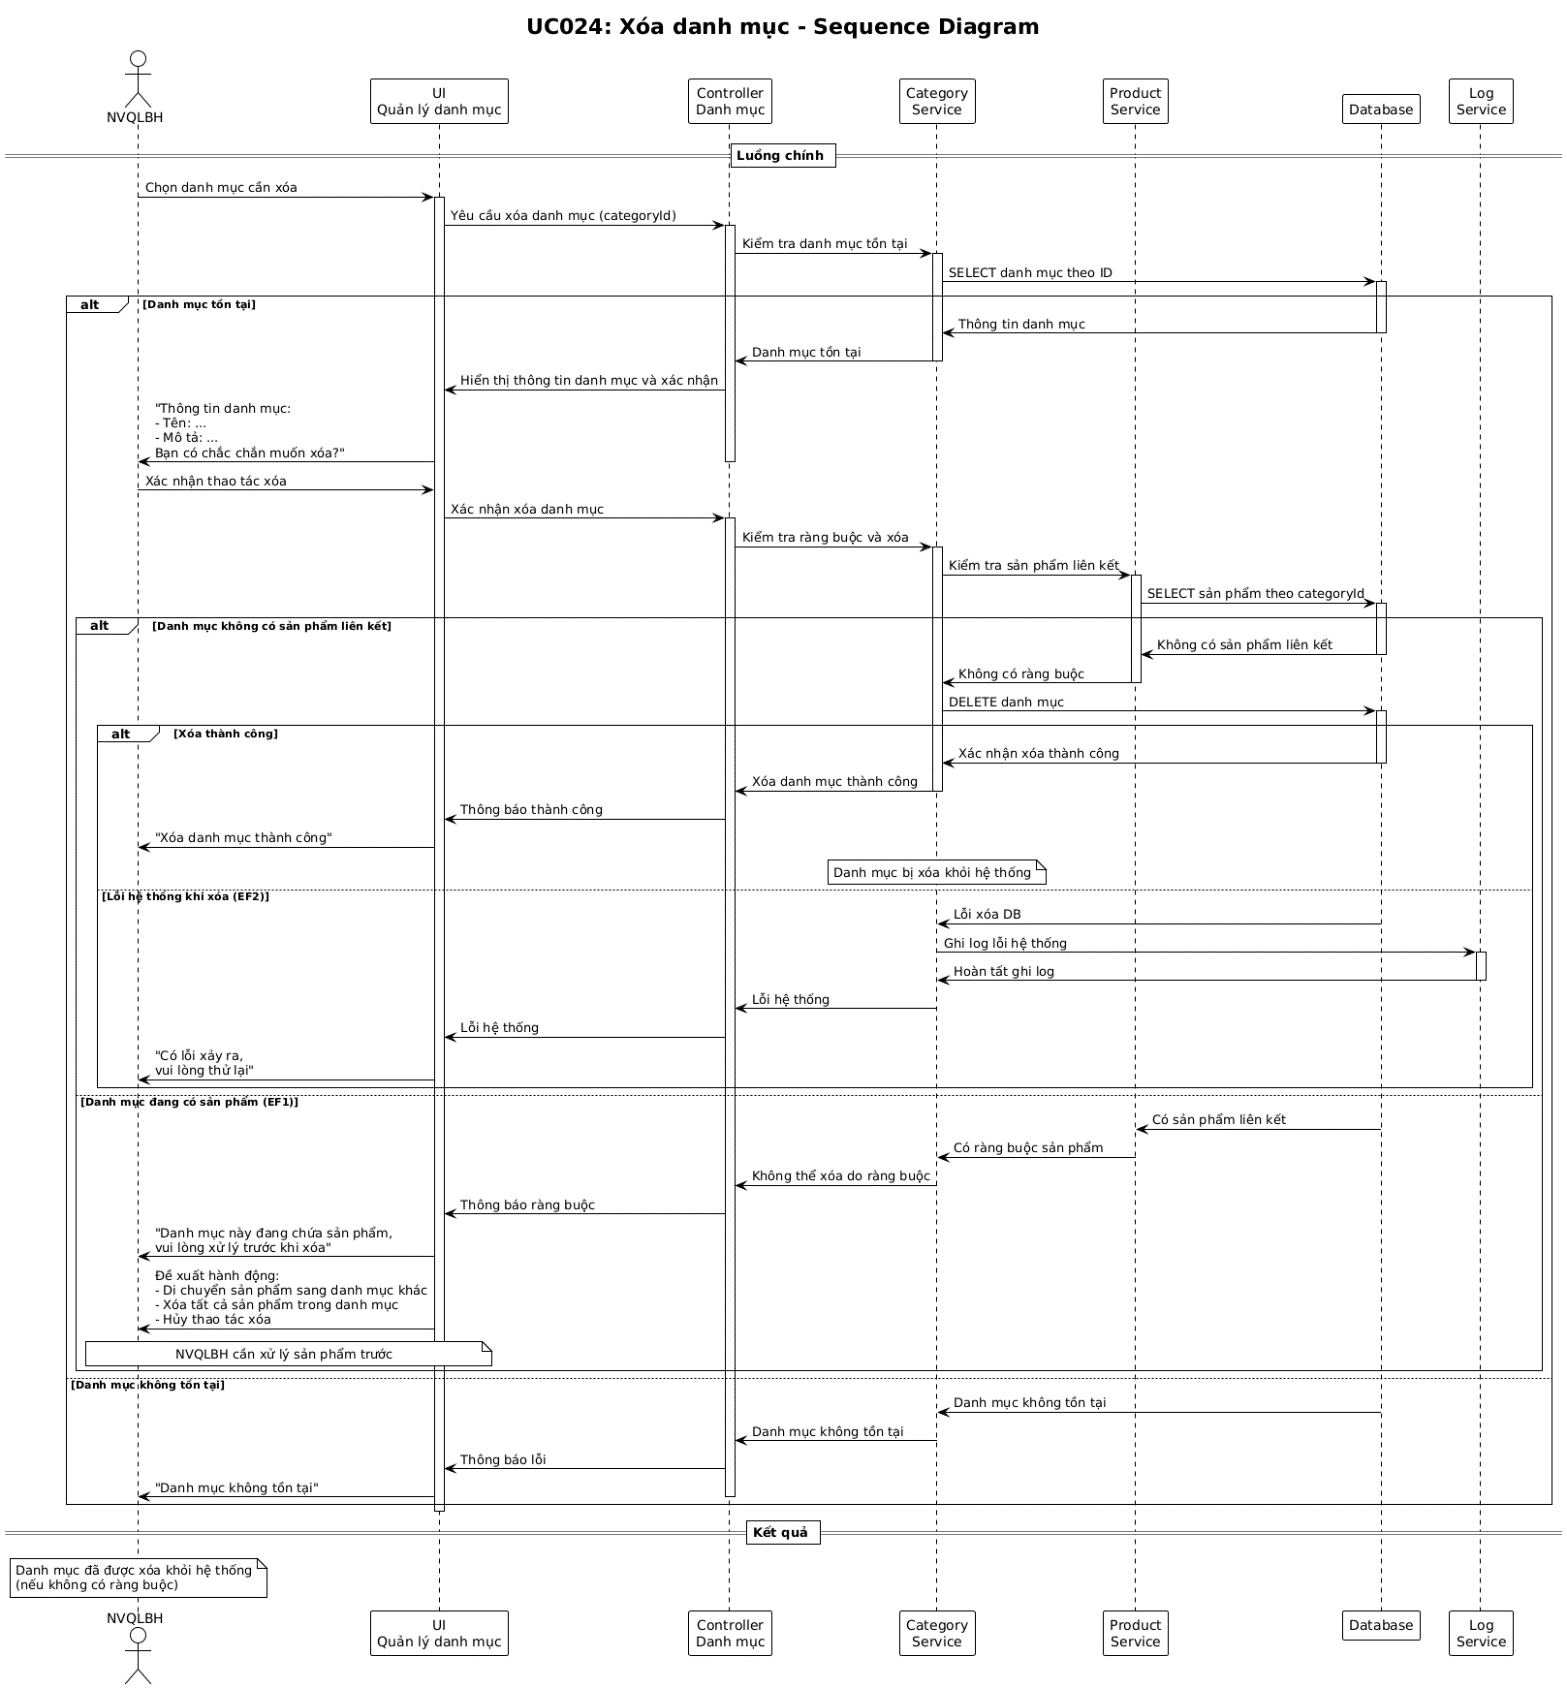 UC024: Xóa danh mục - Sequence Diagram
NVQLBH
UI
Quản lý danh mục
Controller
Danh mục
Category
Service
Product
Service
Database
Log
Service
Luồng chính
Chọn danh mục cần xóa
Yêu cầu xóa danh mục (categoryId)
Kiểm tra danh mục tồn tại
SELECT danh mục theo ID
alt
[Danh mục tồn tại]
Thông tin danh mục
Danh mục tồn tại
Hiển thị thông tin danh mục và xác nhận
"Thông tin danh mục:
- Tên: ...
- Mô tả: ...
Bạn có chắc chắn muốn xóa?"
Xác nhận thao tác xóa
Xác nhận xóa danh mục
Kiểm tra ràng buộc và xóa
Kiểm tra sản phẩm liên kết
SELECT sản phẩm theo categoryId
alt
[Danh mục không có sản phẩm liên kết]
Không có sản phẩm liên kết
Không có ràng buộc
DELETE danh mục
alt
[Xóa thành công]
Xác nhận xóa thành công
Xóa danh mục thành công
Thông báo thành công
"Xóa danh mục thành công"
Danh mục bị xóa khỏi hệ thống
[Lỗi hệ thống khi xóa (EF2)]
Lỗi xóa DB
Ghi log lỗi hệ thống
Hoàn tất ghi log
Lỗi hệ thống
Lỗi hệ thống
"Có lỗi xảy ra,
vui lòng thử lại"
[Danh mục đang có sản phẩm (EF1)]
Có sản phẩm liên kết
Có ràng buộc sản phẩm
Không thể xóa do ràng buộc
Thông báo ràng buộc
"Danh mục này đang chứa sản phẩm,
vui lòng xử lý trước khi xóa"
Đề xuất hành động:
- Di chuyển sản phẩm sang danh mục khác
- Xóa tất cả sản phẩm trong danh mục
- Hủy thao tác xóa
NVQLBH cần xử lý sản phẩm trước
[Danh mục không tồn tại]
Danh mục không tồn tại
Danh mục không tồn tại
Thông báo lỗi
"Danh mục không tồn tại"
Kết quả
Danh mục đã được xóa khỏi hệ thống
(nếu không có ràng buộc)
NVQLBH
UI
Quản lý danh mục
Controller
Danh mục
Category
Service
Product
Service
Database
Log
Service